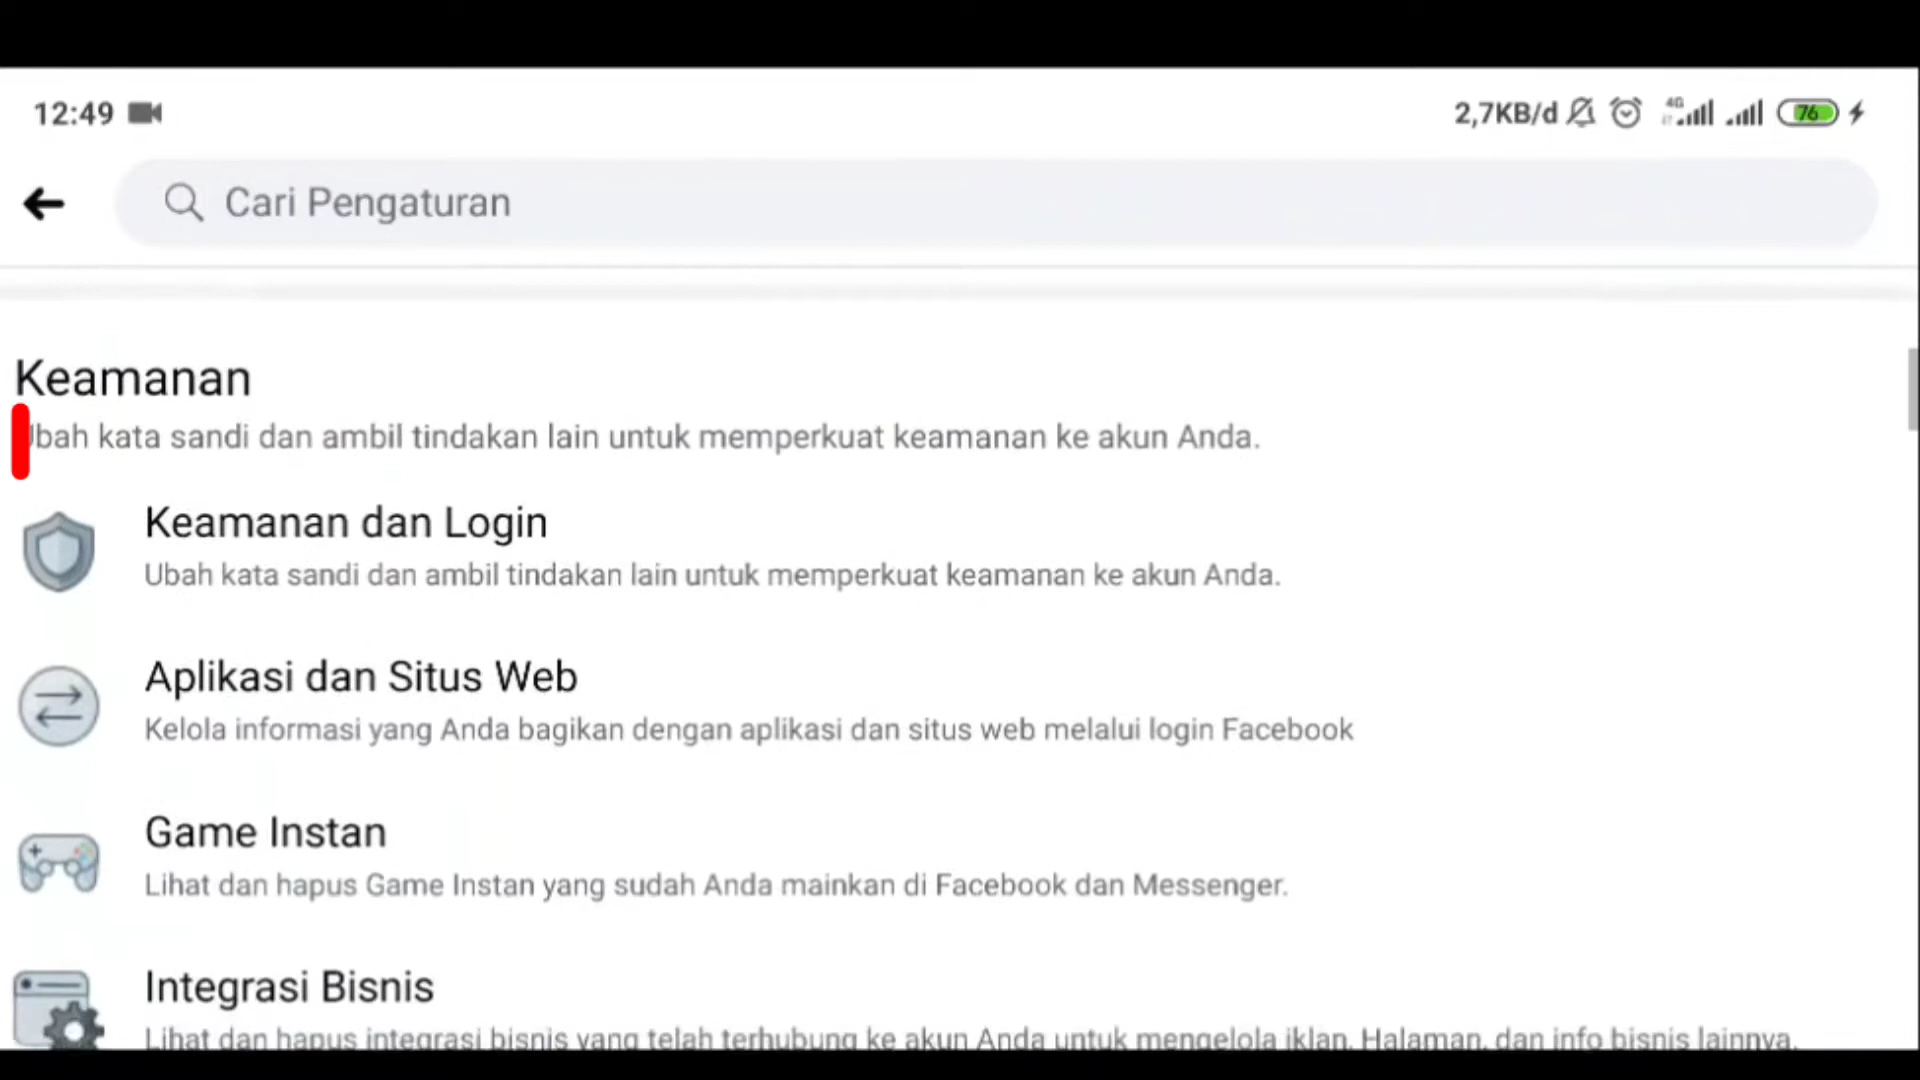 12:49
2,7KB/d 4G 76
Cari Pengaturan
Keamanan
Ubah kata sandi dan ambil tindakan lain untuk memperkuat keamanan ke akun Anda.
Keamanan dan Login
Ubah kata sandi dan ambil tindakan lain untuk memperkuat keamanan ke akun Anda.
Aplikasi dan Situs Web
Kelola informasi yang Anda bagikan dengan aplikasi dan situs web melalui login Facebook
Game Instan
Lihat dan hapus Game Instan yang sudah Anda mainkan di Facebook dan Messenger.
Integrasi Bisnis
Lihat dan hapus integrasi bisnis yang telah terhubung ke akun Anda untuk mengelola iklan, Halaman, dan info bisnis lainnya.